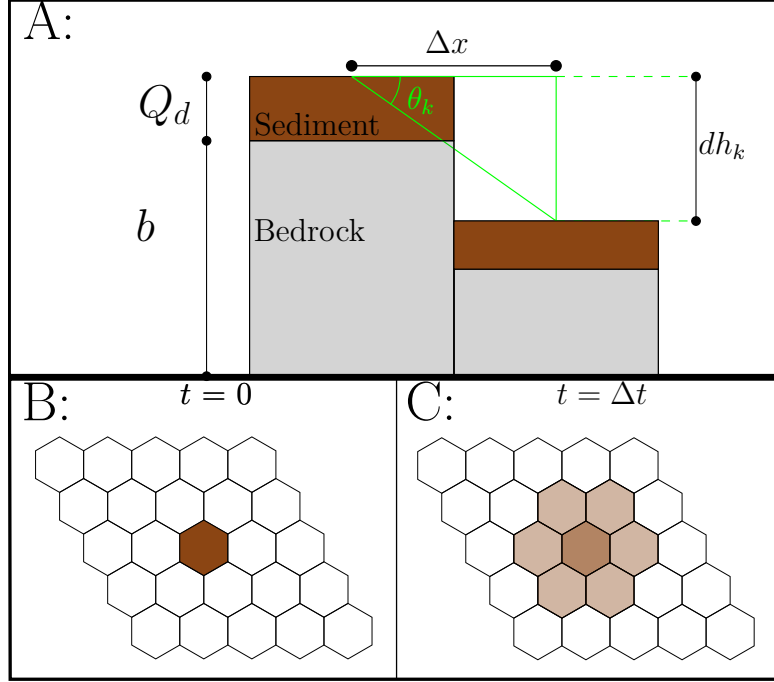 A:
Δx
Q_d
θ_k
Sediment
dh_k
b
Bedrock
B:
t = 0
C:
t = Δt